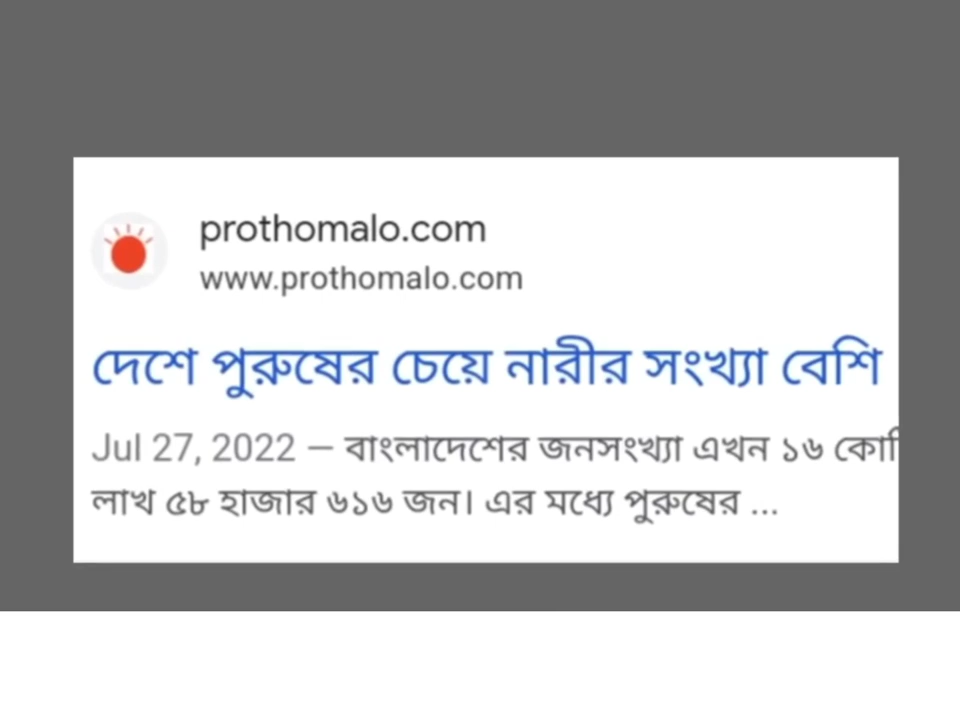 prothomalo.com
www.prothomalo.com
দেশে পুরুষের চেয়ে নারীর সংখ্যা বেশি
Jul 27, 2022 — বাংলাদেশের জনসংখ্যা এখন ১৬
লাখ ৫৮ হাজার ৬১৬ জন। এর মধ্যে পুরুষের ...